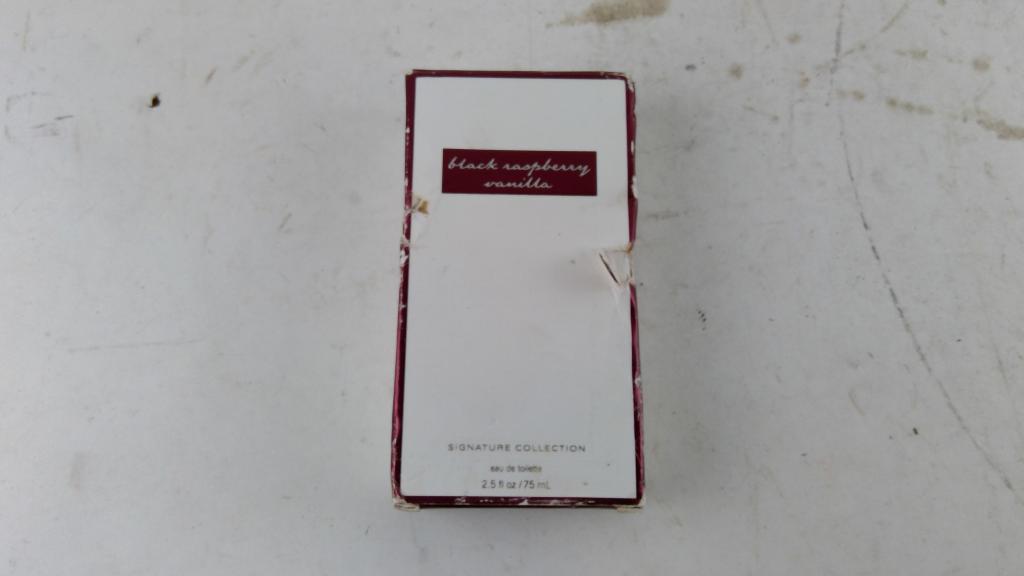 black raspberry
vanilla
SIGNATURE COLLECTION
eau de toilette
2.5 fl oz / 75 mL